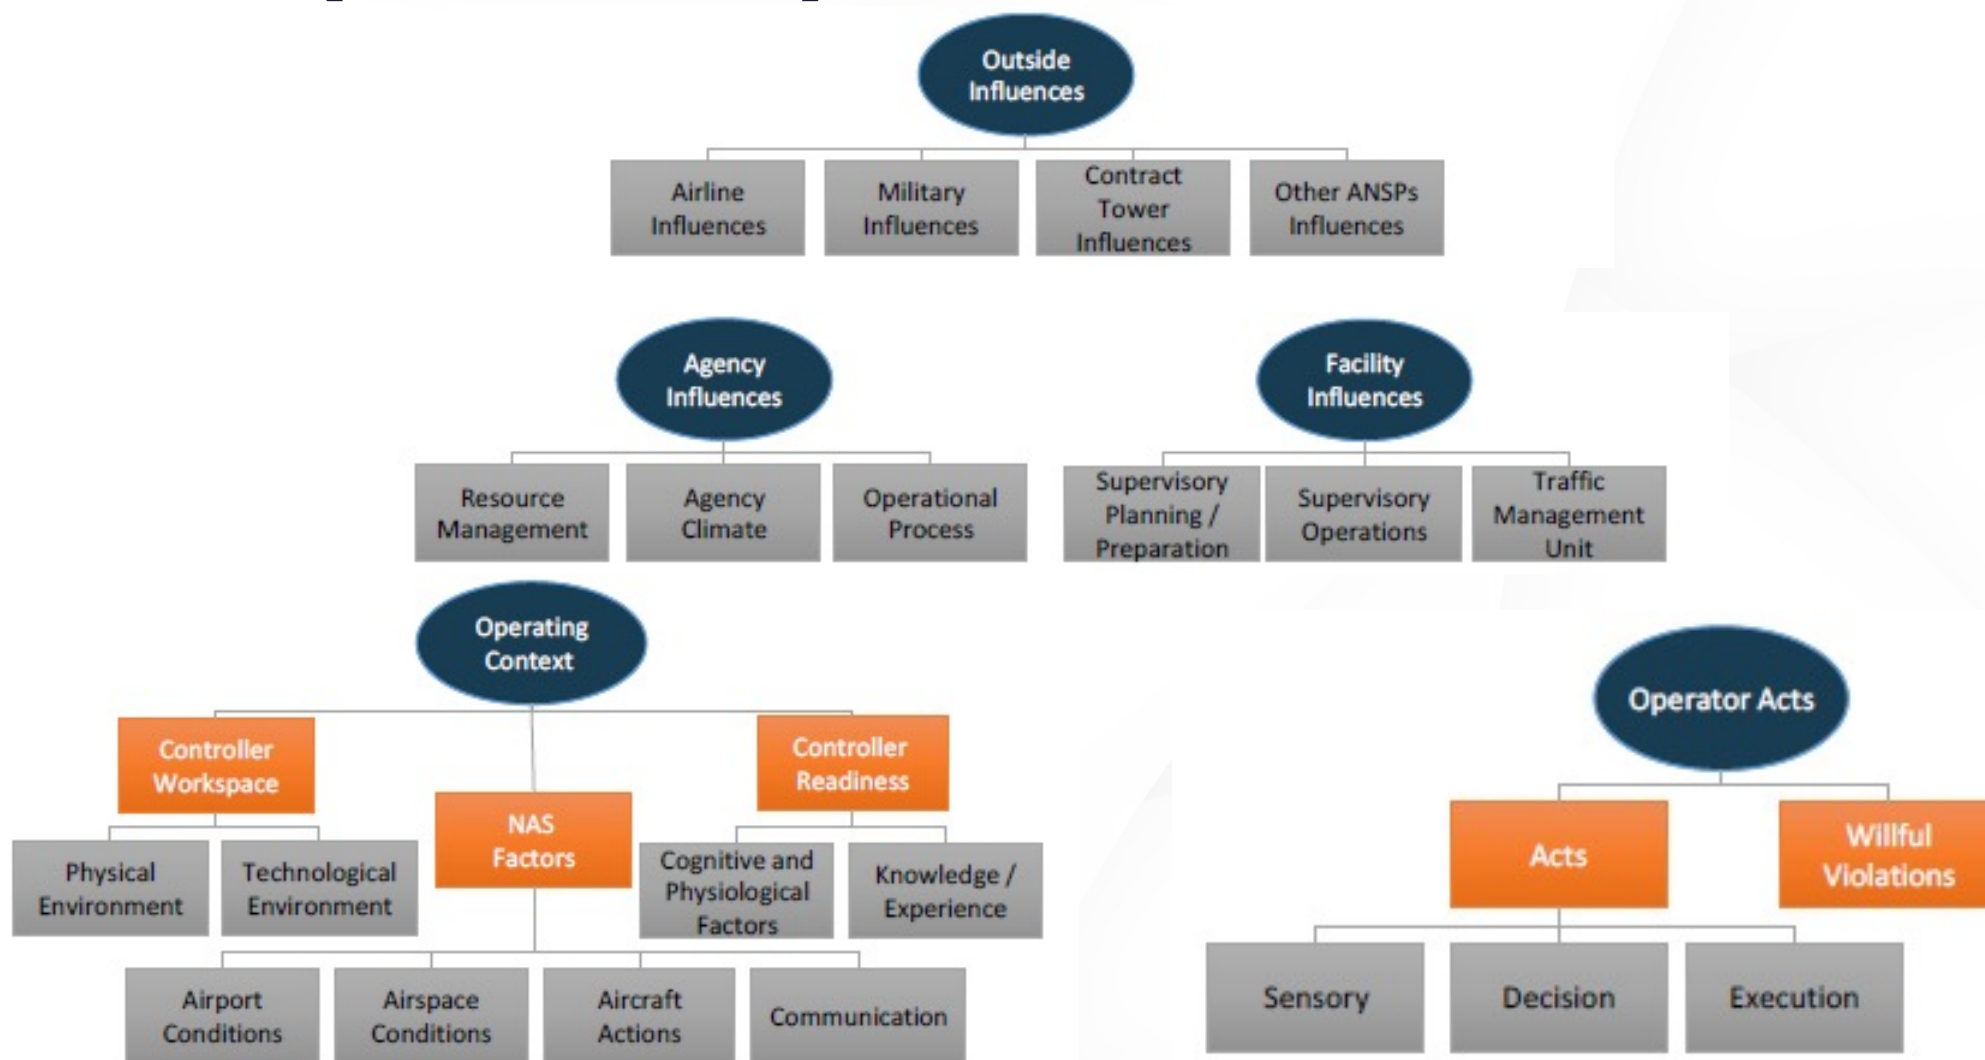 Outside
Influences
Airline
Influences
Military
Influences
Contract
Tower
Influences
Other ANSPs
Influences
Agency
Influences
Resource
Management
Agency
Climate
Operational
Process
Facility
Influences
Supervisory
Planning /
Preparation
Supervisory
Operations
Traffic
Management
Unit
Operating
Context
Controller
Workspace
Physical
Environment
Technological
Environment
NAS
Factors
Airport
Conditions
Airspace
Conditions
Aircraft
Actions
Communication
Controller
Readiness
Cognitive and
Physiological
Factors
Knowledge /
Experience
Operator Acts
Acts
Sensory
Decision
Execution
Willful
Violations